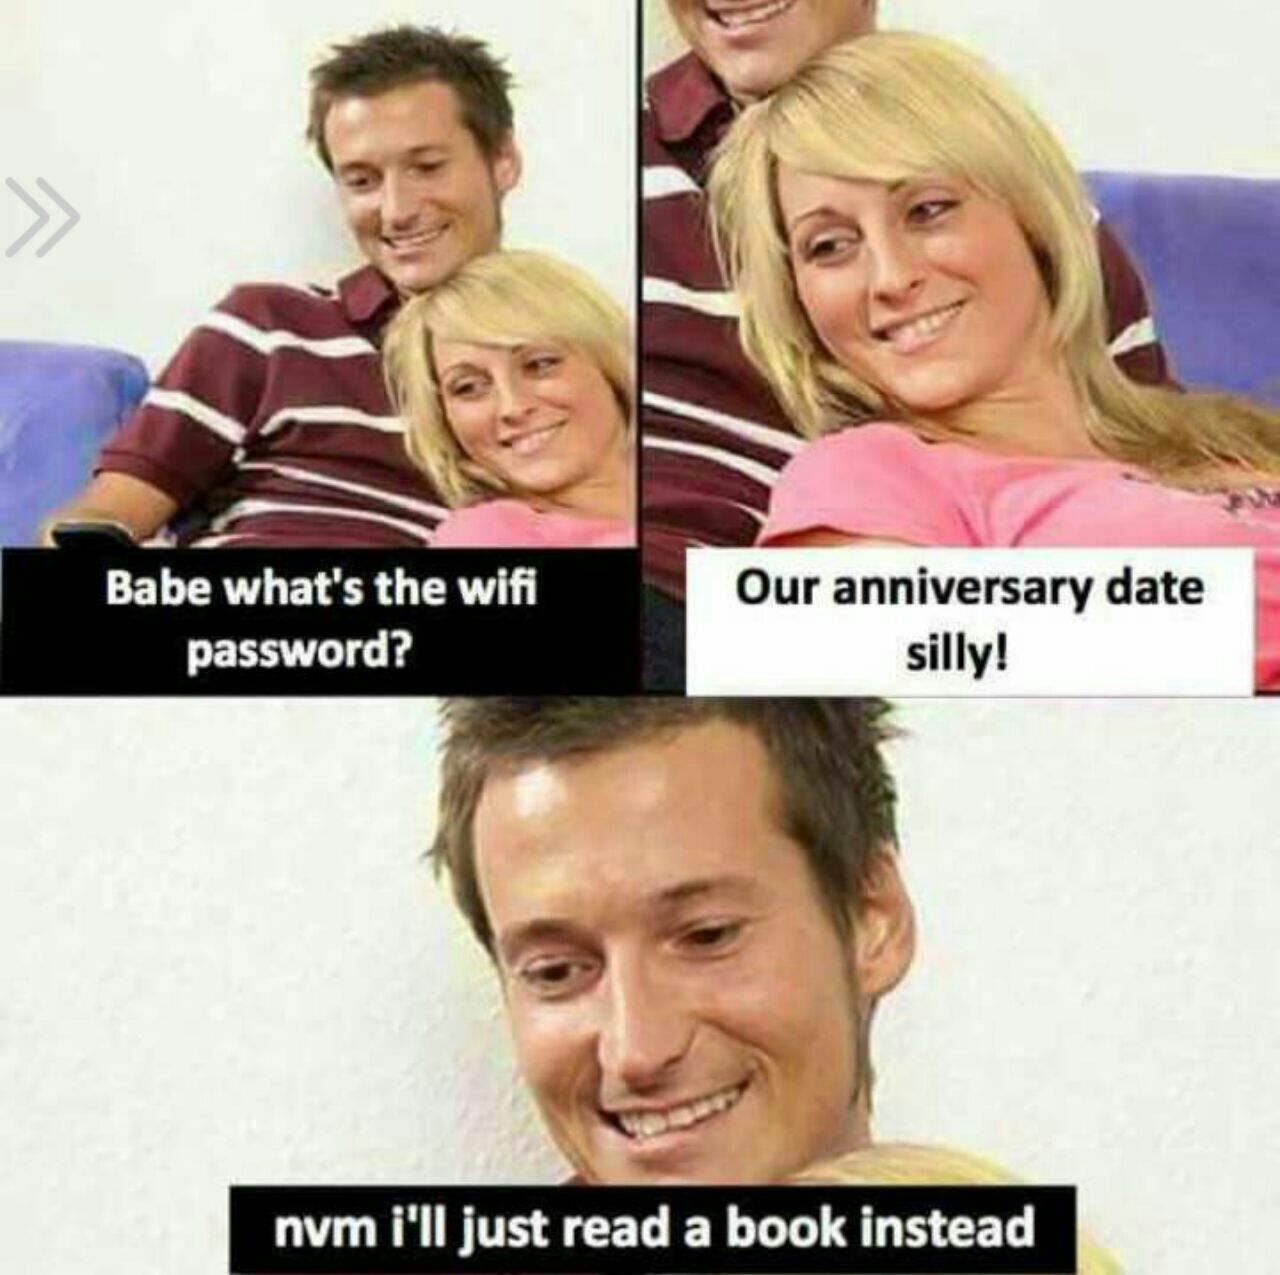 Babe what's the wifi
password?
Our anniversary date
silly!
nvm i'll just read a book instead